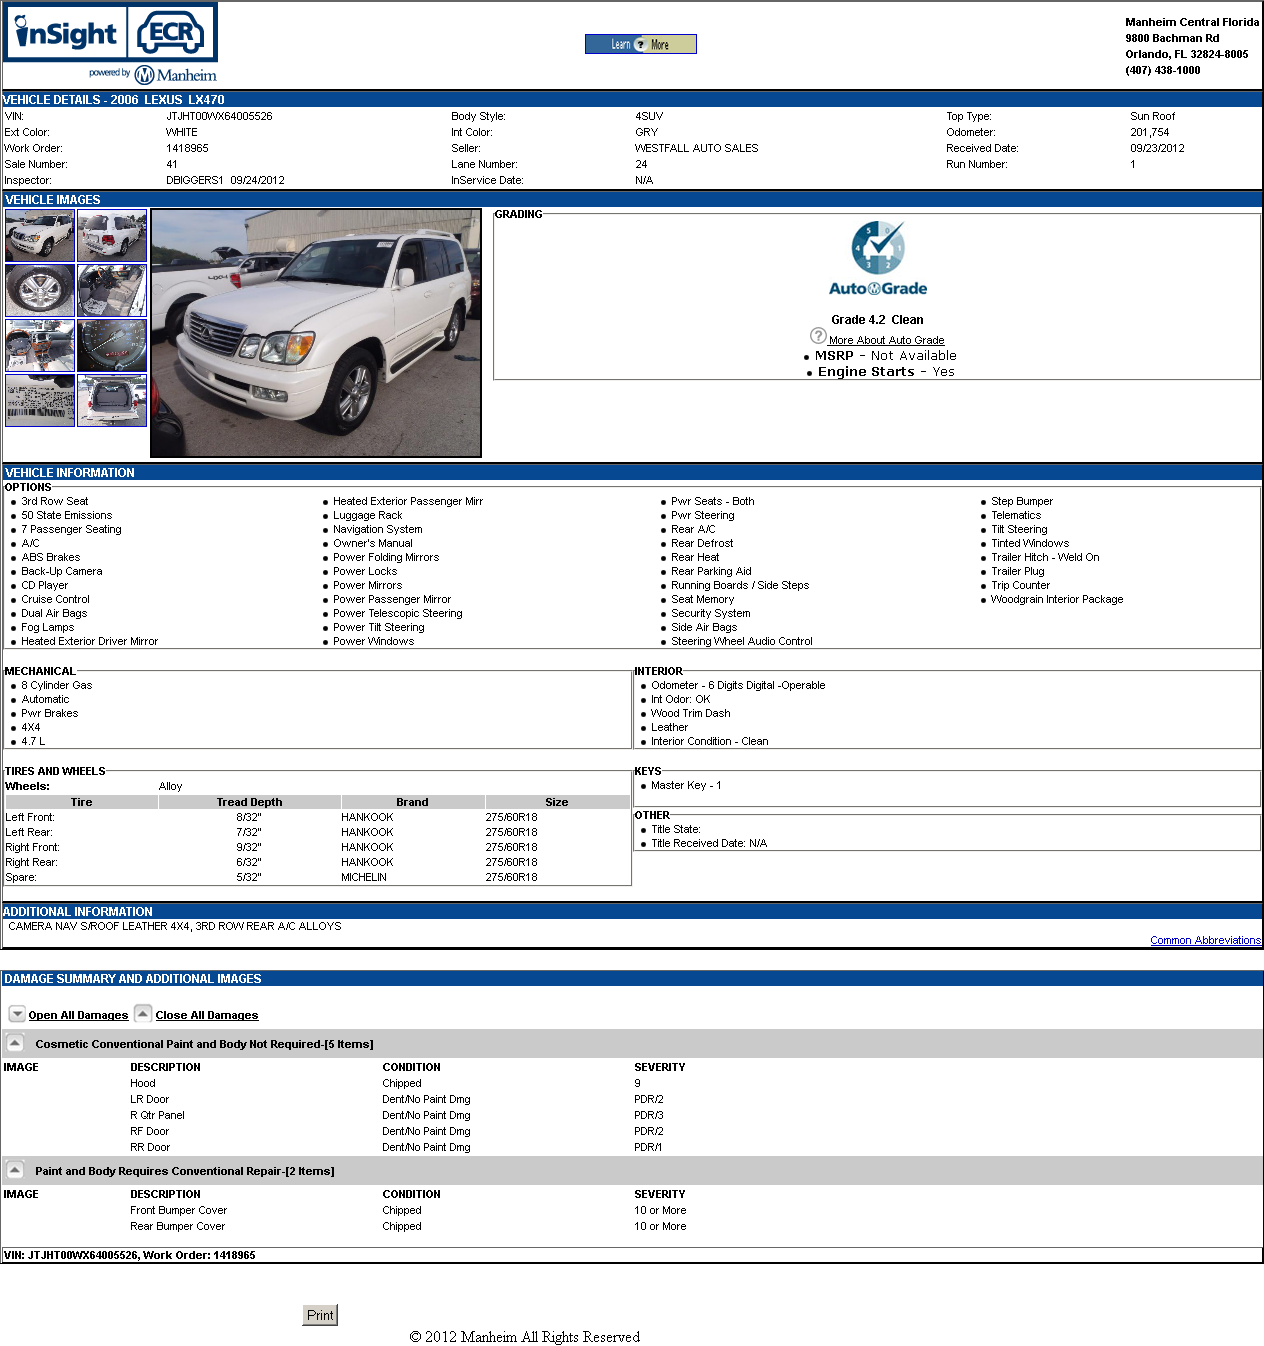 inSight ECR
powered by Manheim
Learn ? More
Manheim Central Florida
9800 Bachman Rd
Orlando, FL 32824-8005
(407) 438-1000
VEHICLE DETAILS - 2006 LEXUS LX470
VIN: JTJHT00WX64005526 Body Style: 4SUV Top Type: Sun Roof
Ext Color: WHITE Int Color: GRY Odometer: 201,754
Work Order: 1418965 Seller: WESTFALL AUTO SALES Received Date: 09/23/2012
Sale Number: 41 Lane Number: 24 Run Number: 1
Inspector: DBIGGERS1 09/24/2012 InService Date: N/A
VEHICLE IMAGES
GRADING
5 0 4 1 3 2
AutoGrade
Grade 4.2 Clean
? More About Auto Grade
MSRP - Not Available
Engine Starts - Yes
VEHICLE INFORMATION
OPTIONS
3rd Row Seat Heated Exterior Passenger Mirr Pwr Seats - Both Step Bumper
50 State Emissions Luggage Rack Pwr Steering Telematics
7 Passenger Seating Navigation System Rear A/C Tilt Steering
A/C Owner's Manual Rear Defrost Tinted Windows
ABS Brakes Power Folding Mirrors Rear Heat Trailer Hitch - Weld On
Back-Up Camera Power Locks Rear Parking Aid Trailer Plug
CD Player Power Mirrors Running Boards / Side Steps Trip Counter
Cruise Control Power Passenger Mirror Seat Memory Woodgrain Interior Package
Dual Air Bags Power Telescopic Steering Security System
Fog Lamps Power Tilt Steering Side Air Bags
Heated Exterior Driver Mirror Power Windows Steering Wheel Audio Control
MECHANICAL
8 Cylinder Gas
Automatic
Pwr Brakes
4X4
4.7 L
INTERIOR
Odometer - 6 Digits Digital -Operable
Int Odor: OK
Wood Trim Dash
Leather
Interior Condition - Clean
TIRES AND WHEELS
Wheels: Alloy
Tire Tread Depth Brand Size
Left Front: 8/32" HANKOOK 275/60R18
Left Rear: 7/32" HANKOOK 275/60R18
Right Front: 9/32" HANKOOK 275/60R18
Right Rear: 6/32" HANKOOK 275/60R18
Spare: 5/32" MICHELIN 275/60R18
KEYS
Master Key - 1
OTHER
Title State:
Title Received Date: N/A
ADDITIONAL INFORMATION
CAMERA NAV S/ROOF LEATHER 4X4, 3RD ROW REAR A/C ALLOYS
Common Abbreviations
DAMAGE SUMMARY AND ADDITIONAL IMAGES
Open All Damages Close All Damages
Cosmetic Conventional Paint and Body Not Required-[5 Items]
IMAGE DESCRIPTION CONDITION SEVERITY
Hood Chipped 9
LR Door Dent/No Paint Dmg PDR/2
R Qtr Panel Dent/No Paint Dmg PDR/3
RF Door Dent/No Paint Dmg PDR/2
RR Door Dent/No Paint Dmg PDR/1
Paint and Body Requires Conventional Repair-[2 Items]
IMAGE DESCRIPTION CONDITION SEVERITY
Front Bumper Cover Chipped 10 or More
Rear Bumper Cover Chipped 10 or More
VIN: JTJHT00WX64005526, Work Order: 1418965
Print
© 2012 Manheim All Rights Reserved